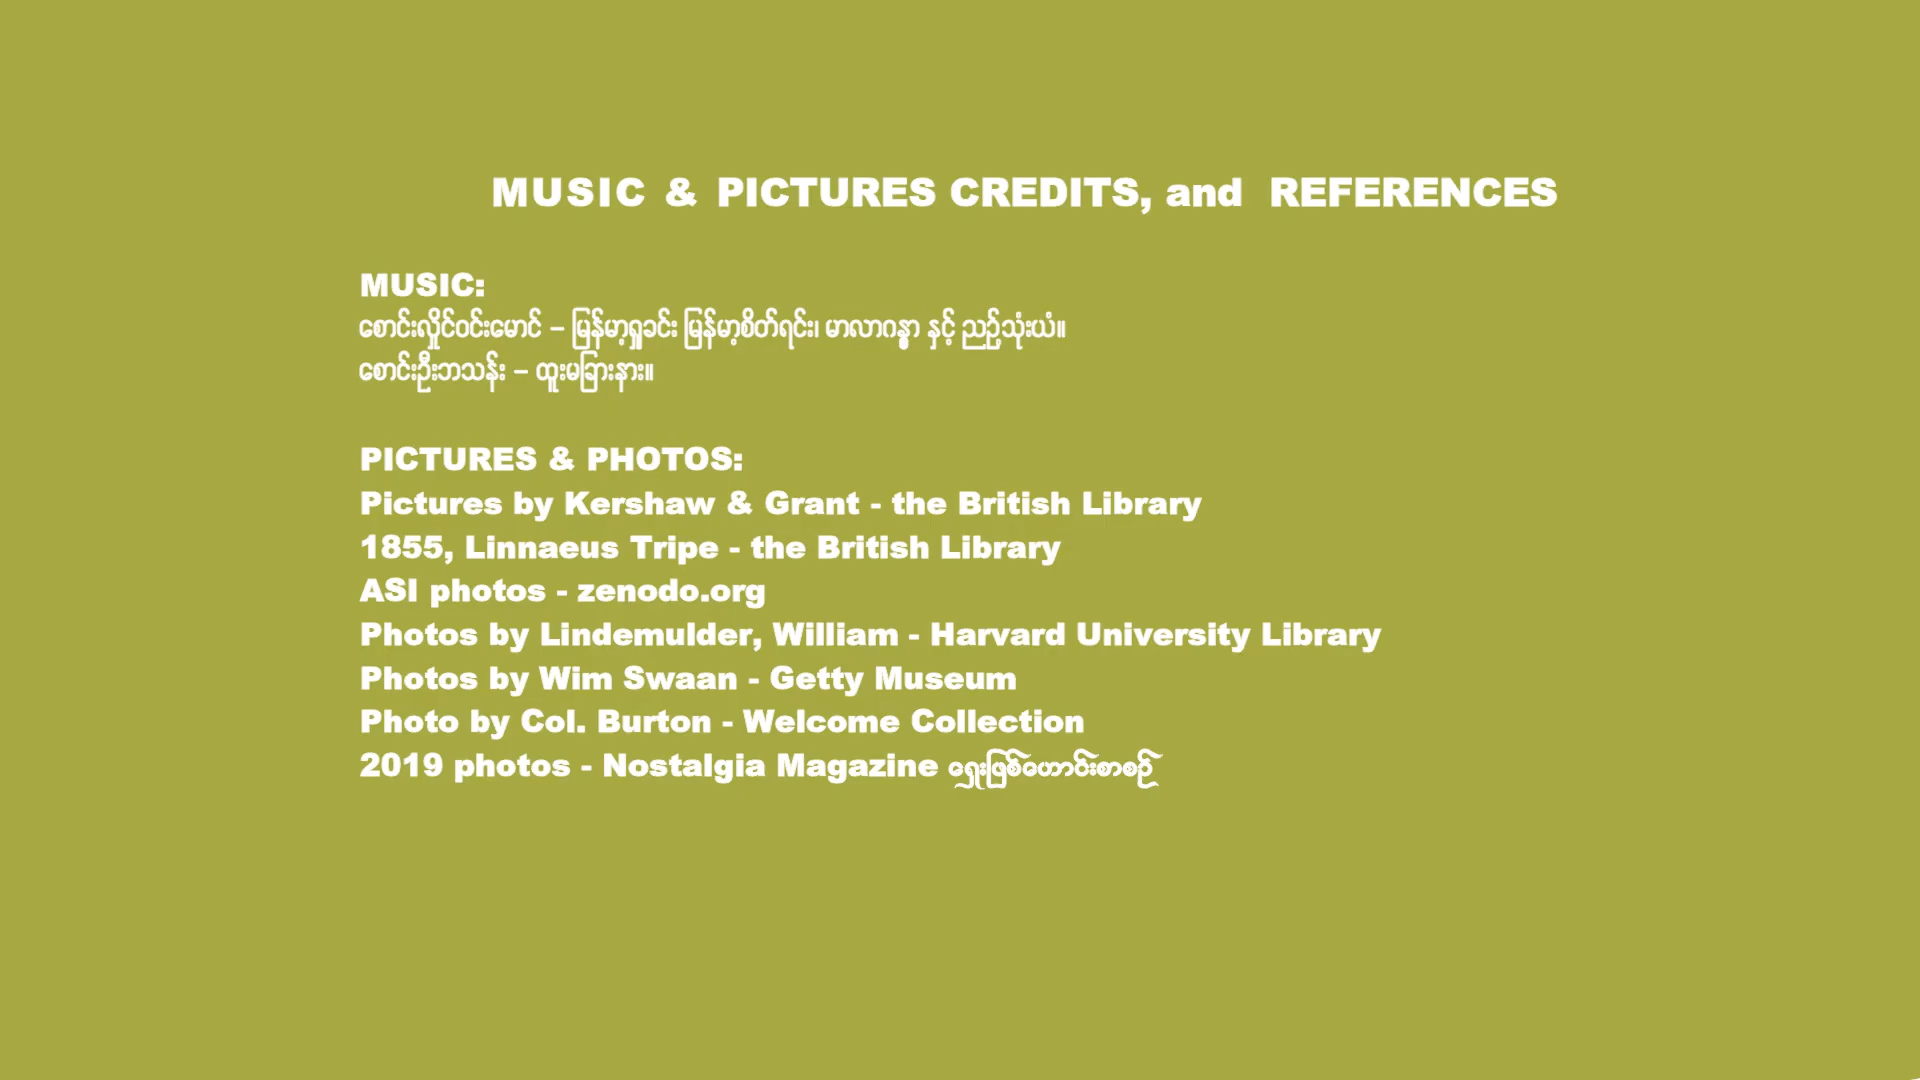 MUSIC & PICTURES CREDITS, and REFERENCES
MUSIC:
စောင်းလှိုင်ဝင်းမောင် – မြန်မာ့ရှုခင်း မြန်မာ့စိတ်ရင်း၊ မာလာဂန္ဓာ နှင့် ညဉ့်သုံးယံ။
စောင်းဦးဘသန်း – ထူးမခြားနား။
PICTURES & PHOTOS:
Pictures by Kershaw & Grant - the British Library
1855, Linnaeus Tripe - the British Library
ASI photos - zenodo.org
Photos by Lindemulder, William - Harvard University Library
Photos by Wim Swaan - Getty Museum
Photo by Col. Burton - Welcome Collection
2019 photos - Nostalgia Magazine ရှေးဖြစ်ဟောင်းစာစဉ်